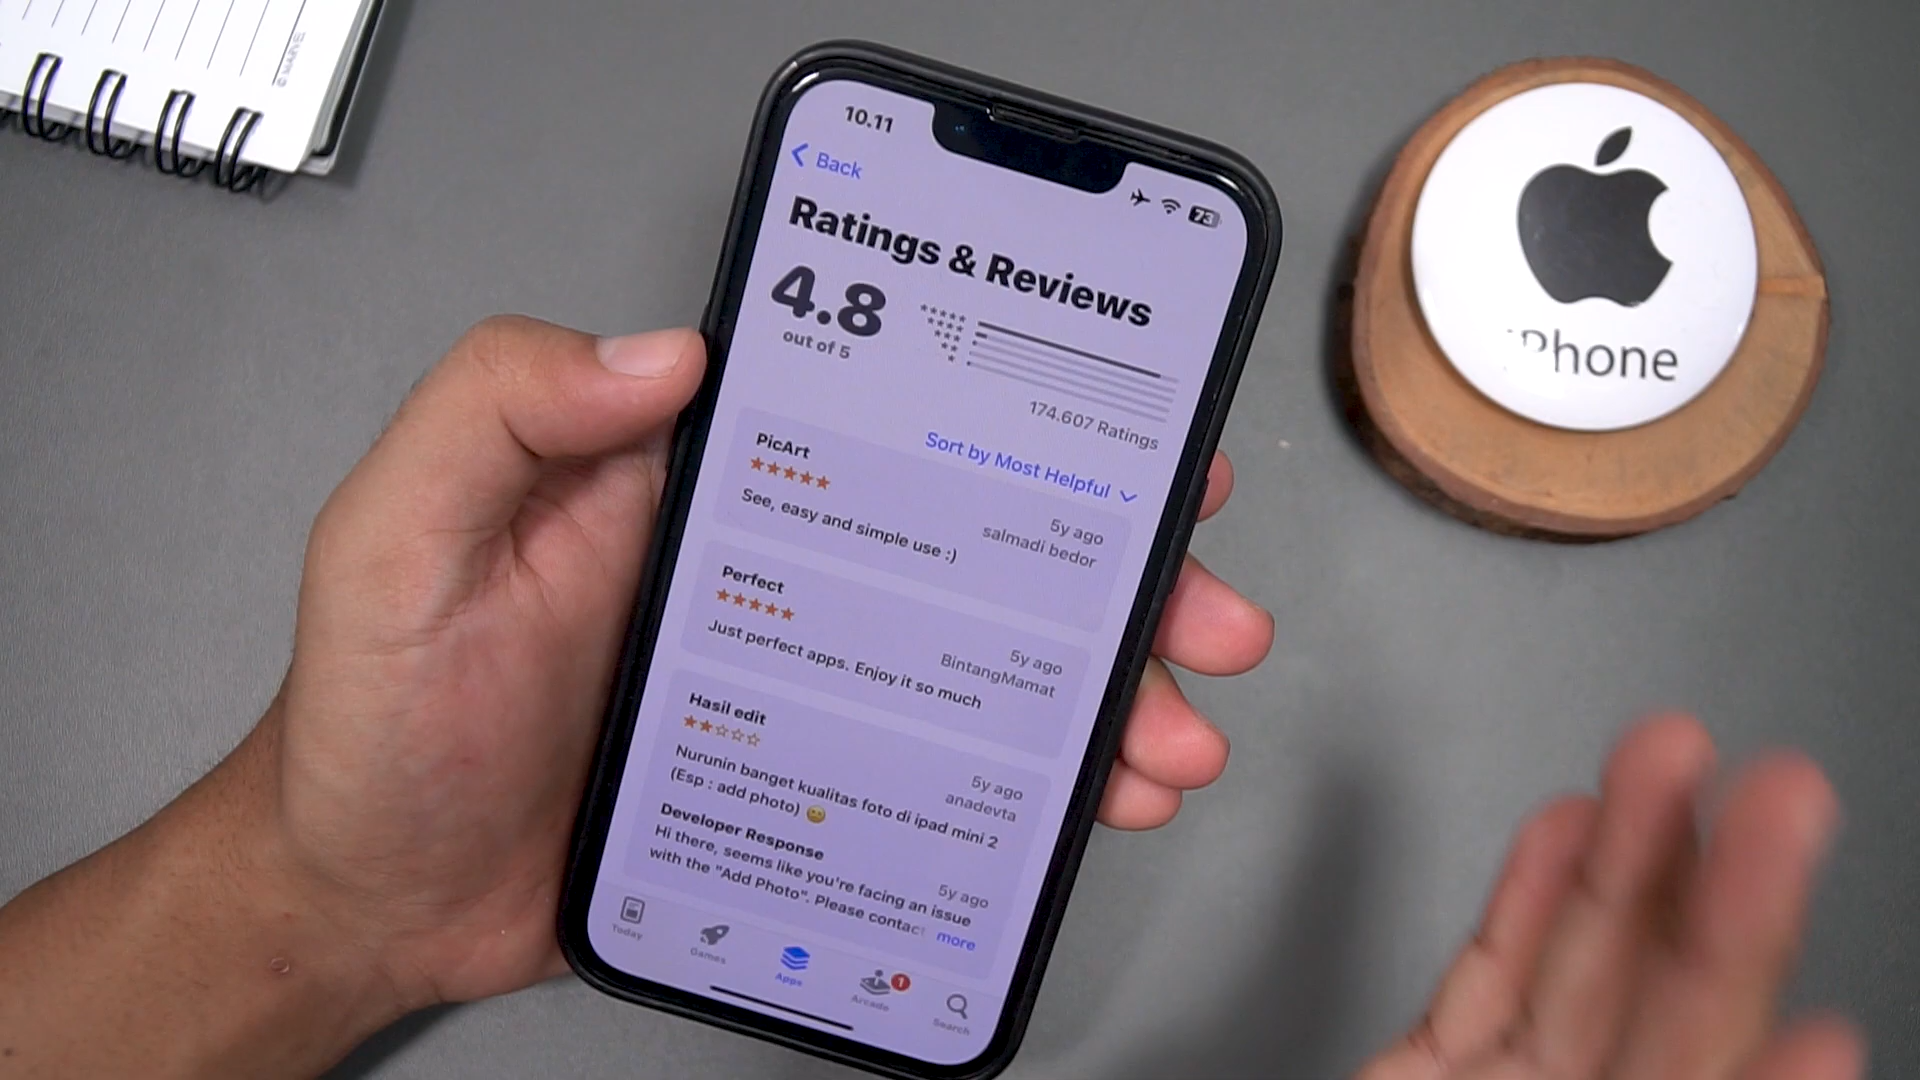 © MARVE
10.11
73
Back
Ratings & Reviews
4.8
out of 5
174.607 Ratings
Sort by Most Helpful
PicArt
5y ago
salmadi bedor
See, easy and simple use :)
Perfect
5y ago
BintangMamat
Just perfect apps. Enjoy it so much
Hasil edit
5y ago
anadevta
Nurunin banget kualitas foto di ipad mini 2
(Esp : add photo) 😐
Developer Response
5y ago
Hi there, seems like you're facing an issue
with the "Add Photo". Please contact more
Today
Games
Apps
Arcade
1
Search
iPhone